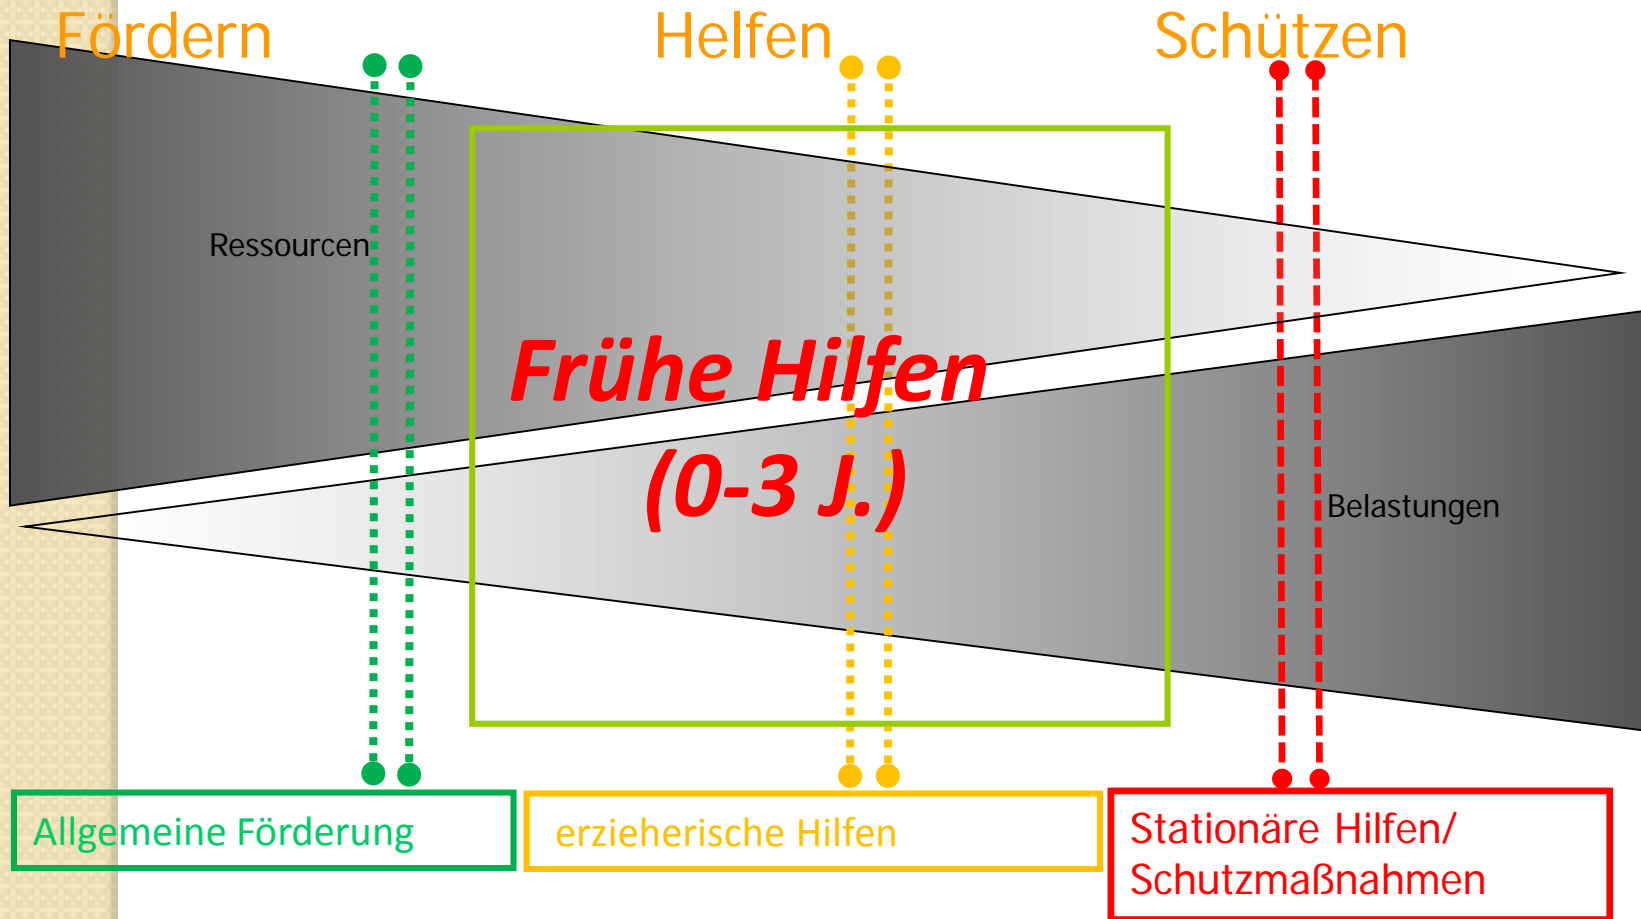 Fördern
Helfen
Schützen
Ressourcen
Frühe Hilfen
(0-3 J.)
Belastungen
Allgemeine Förderung
erzieherische Hilfen
Stationäre Hilfen/
Schutzmaßnahmen